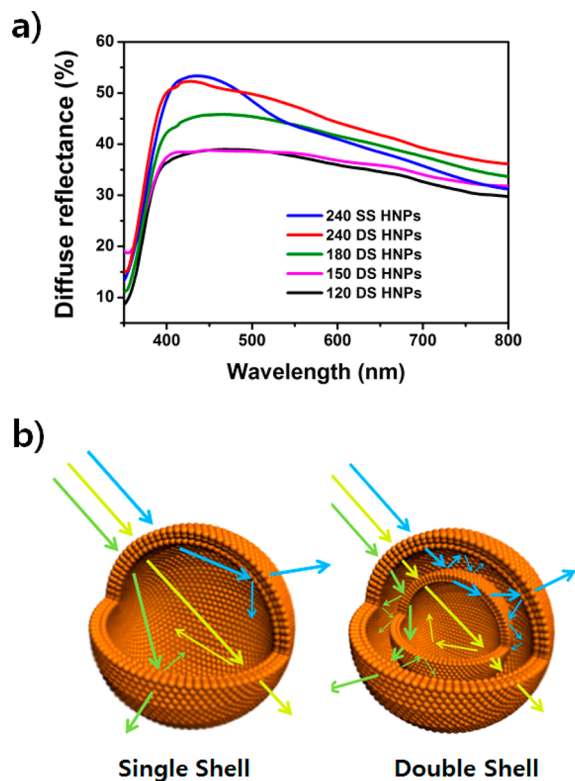 a)
Diffuse reflectance (%)
60
50
40
30
20
10
240 SS HNPs
240 DS HNPs
180 DS HNPs
150 DS HNPs
120 DS HNPs
400 500 600 700 800
Wavelength (nm)
b)
Single Shell Double Shell